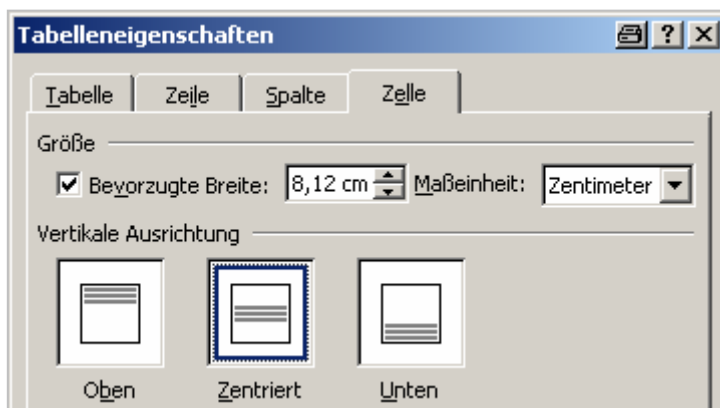 Tabelleneigenschaften
Tabelle Zeile Spalte Zelle
Größe
Bevorzugte Breite: 8,12 cm Maßeinheit: Zentimeter
Vertikale Ausrichtung
Oben Zentriert Unten